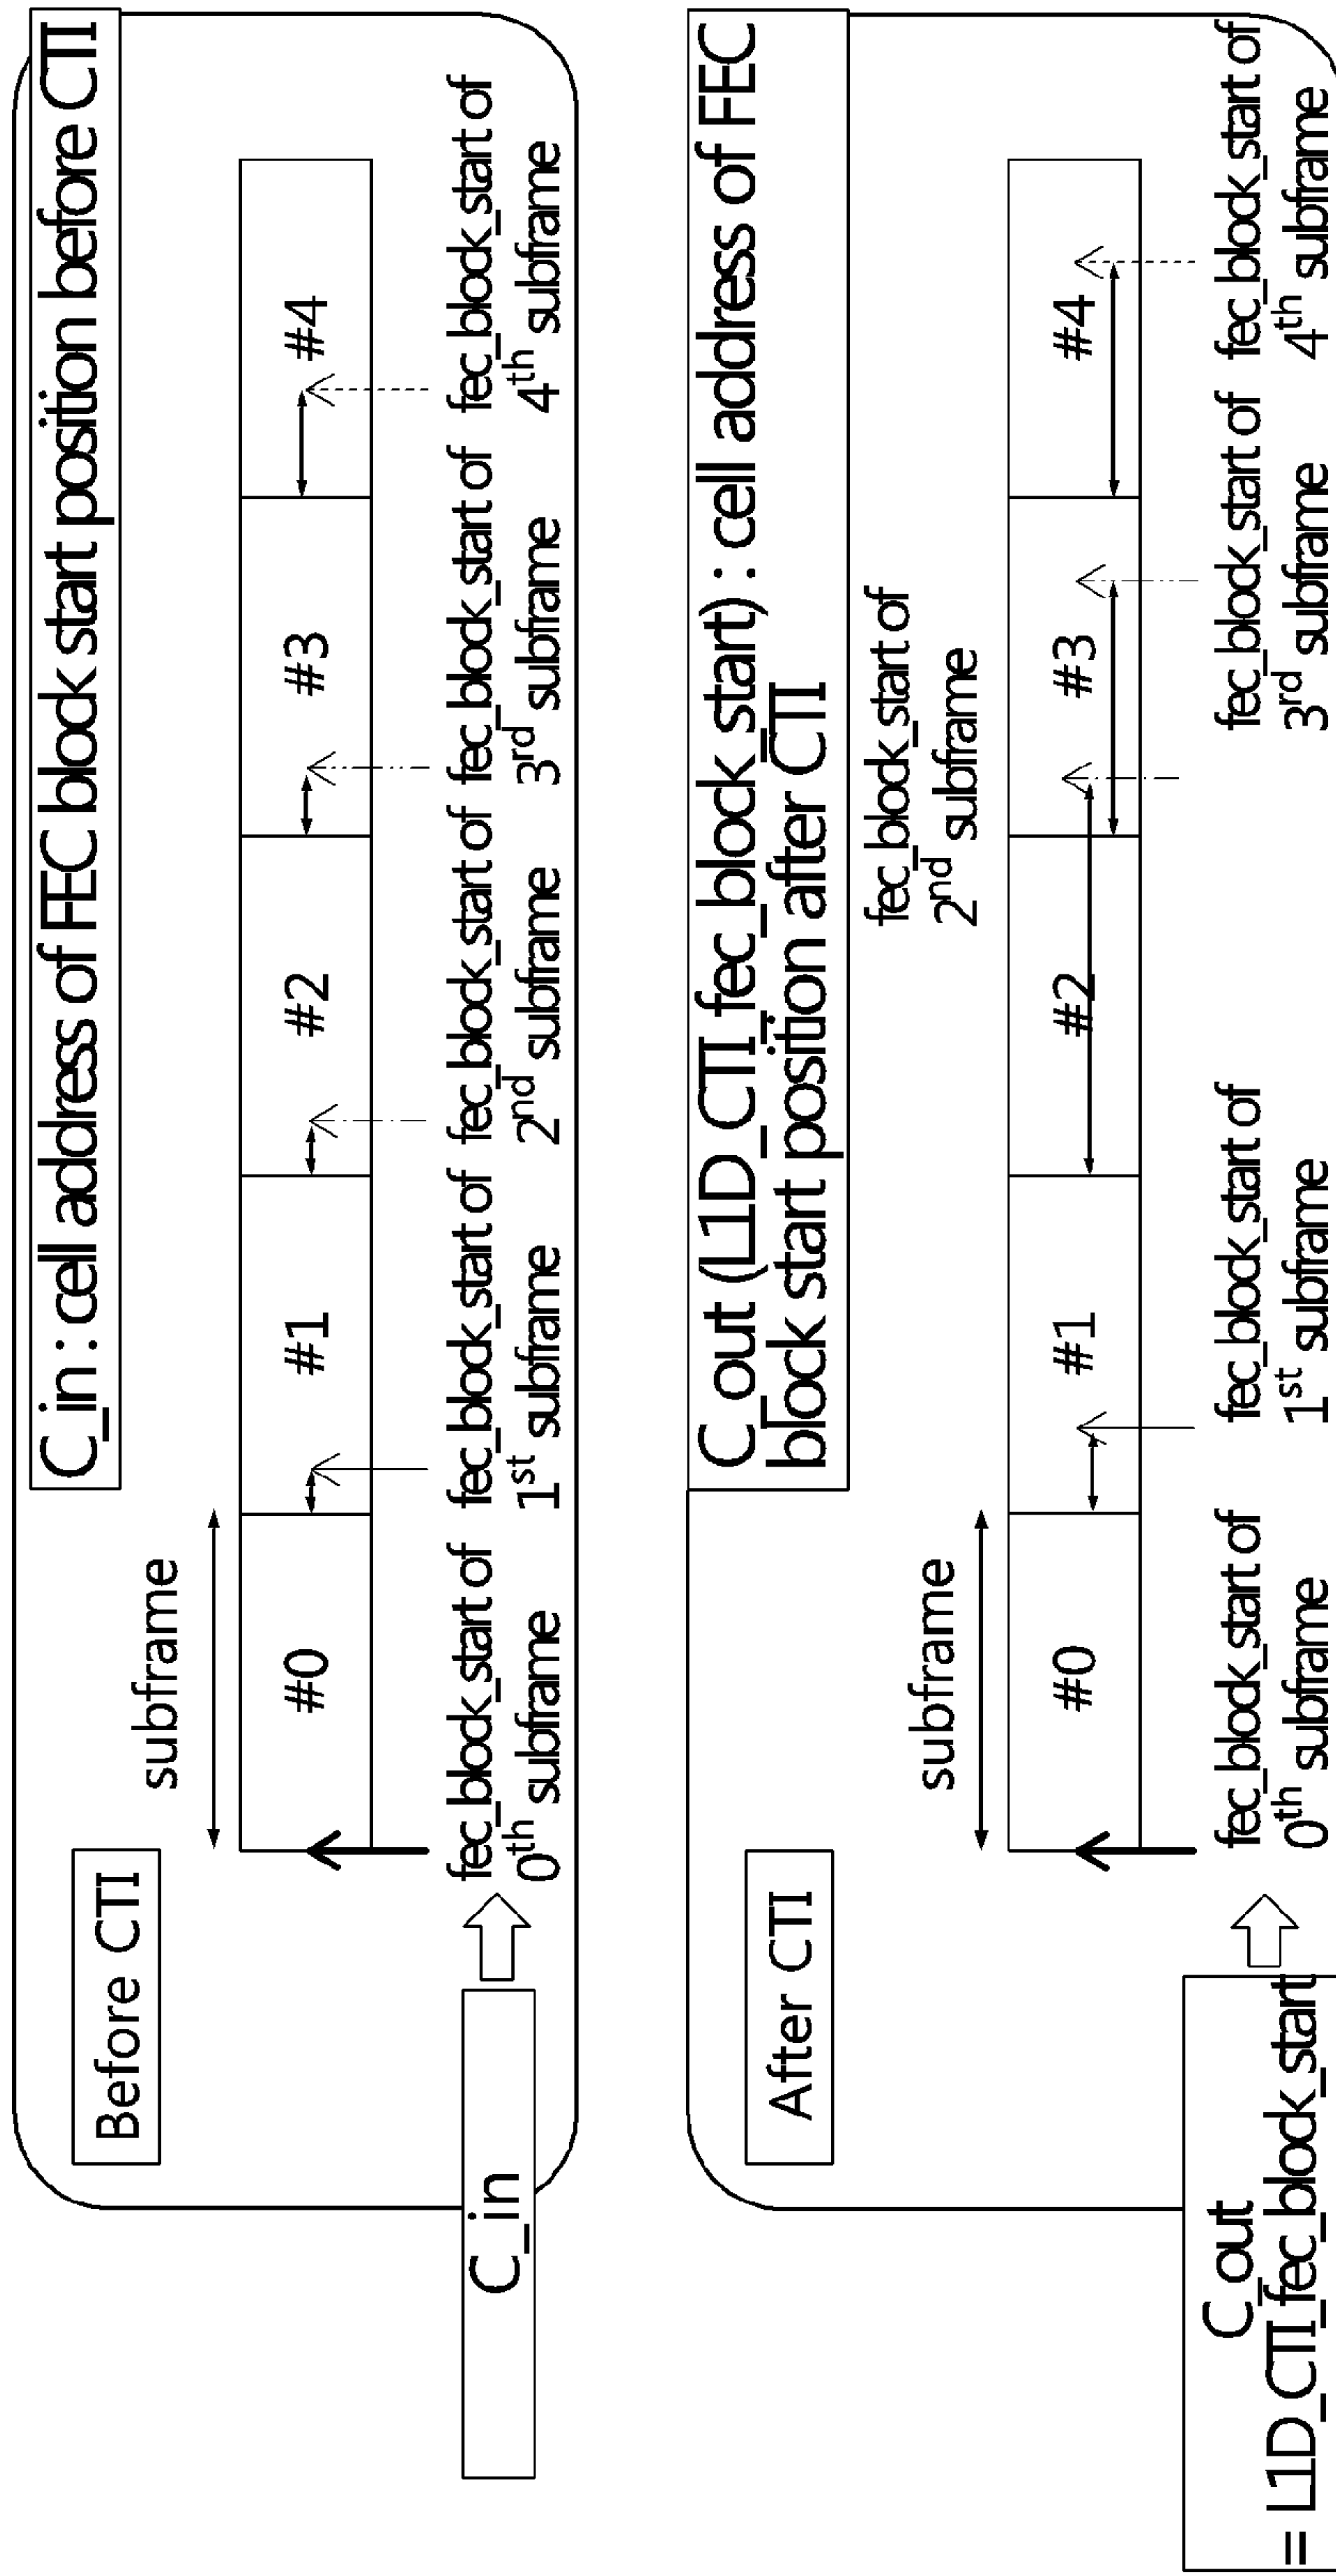 C_in : cell address of FEC block start position before CTI
Before CTI
subframe
#0
#1
#2
#3
#4
fec_block_start of
0th subframe
fec_block_start of
1st subframe
fec_block_start of
2nd subframe
fec_block_start of
3rd subframe
fec_block_start of
4th subframe
C_in
C_out (L1D_CTI_fec_block_start) : cell address of FEC
block start position after CTI
After CTI
subframe
fec_block_start of
2nd subframe
#0
#1
#2
#3
#4
fec_block_start of
0th subframe
fec_block_start of
1st subframe
fec_block_start of
3rd subframe
fec_block_start of
4th subframe
C_out
= L1D_CTI_fec_block_start